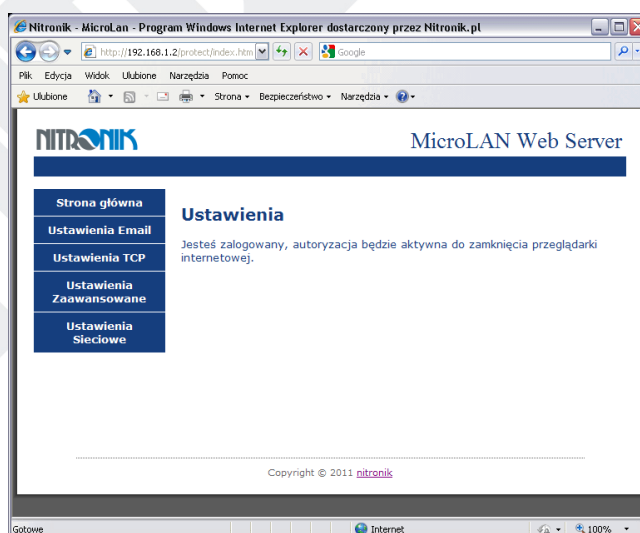 Nitronik - MicroLan - Program Windows Internet Explorer dostarczony przez Nitronik.pl
http://192.168.1.2/protect/index.htm
Google
Plik Edycja Widok Ulubione Narzędzia Pomoc
Ulubione Strona Bezpieczeństwo Narzędzia
NITRONIK
MicroLAN Web Server
Strona główna
Ustawienia Email
Ustawienia TCP
Ustawienia
Zaawansowane
Ustawienia
Sieciowe
Ustawienia
Jesteś zalogowany, autoryzacja będzie aktywna do zamknięcia przeglądarki
internetowej.
Copyright © 2011 nitronik
Gotowe Internet 100%